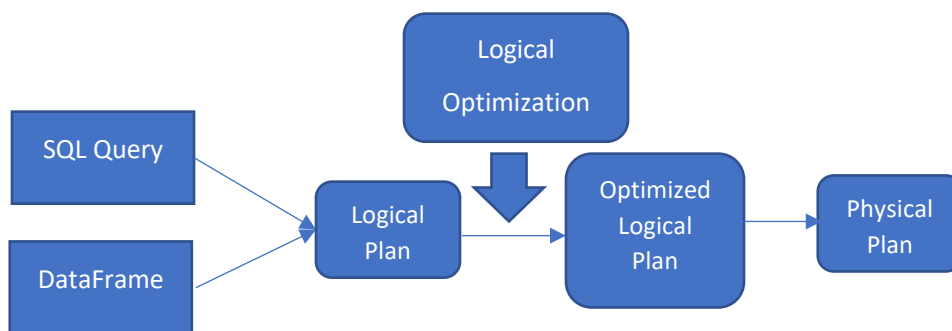 Logical
Optimization
SQL Query
DataFrame
Logical
Plan
Optimized
Logical
Plan
Physical
Plan